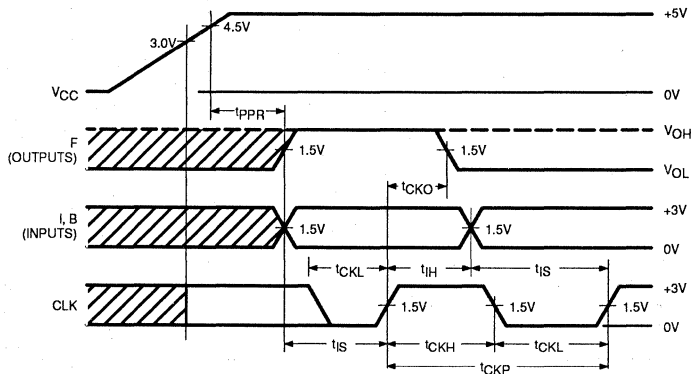 +5V
4.5V
3.0V
VCC
0V
tPPR
F
(OUTPUTS)
VOH
1.5V
1.5V
VOL
tCKO
I, B
(INPUTS)
+3V
1.5V
1.5V
0V
tCKL
tIH
tIS
CLK
+3V
1.5V
1.5V
1.5V
0V
tIS
tCKH
tCKL
tCKP